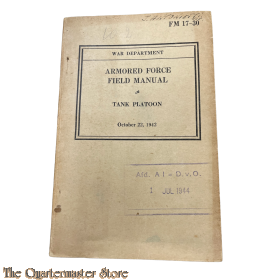 FM 17-30
WAR DEPARTMENT
ARMORED FORCE
FIELD MANUAL
TANK PLATOON
October 22, 1942
Afd. A I - D.v.O.
JUL 1944
The Quartermaster Store